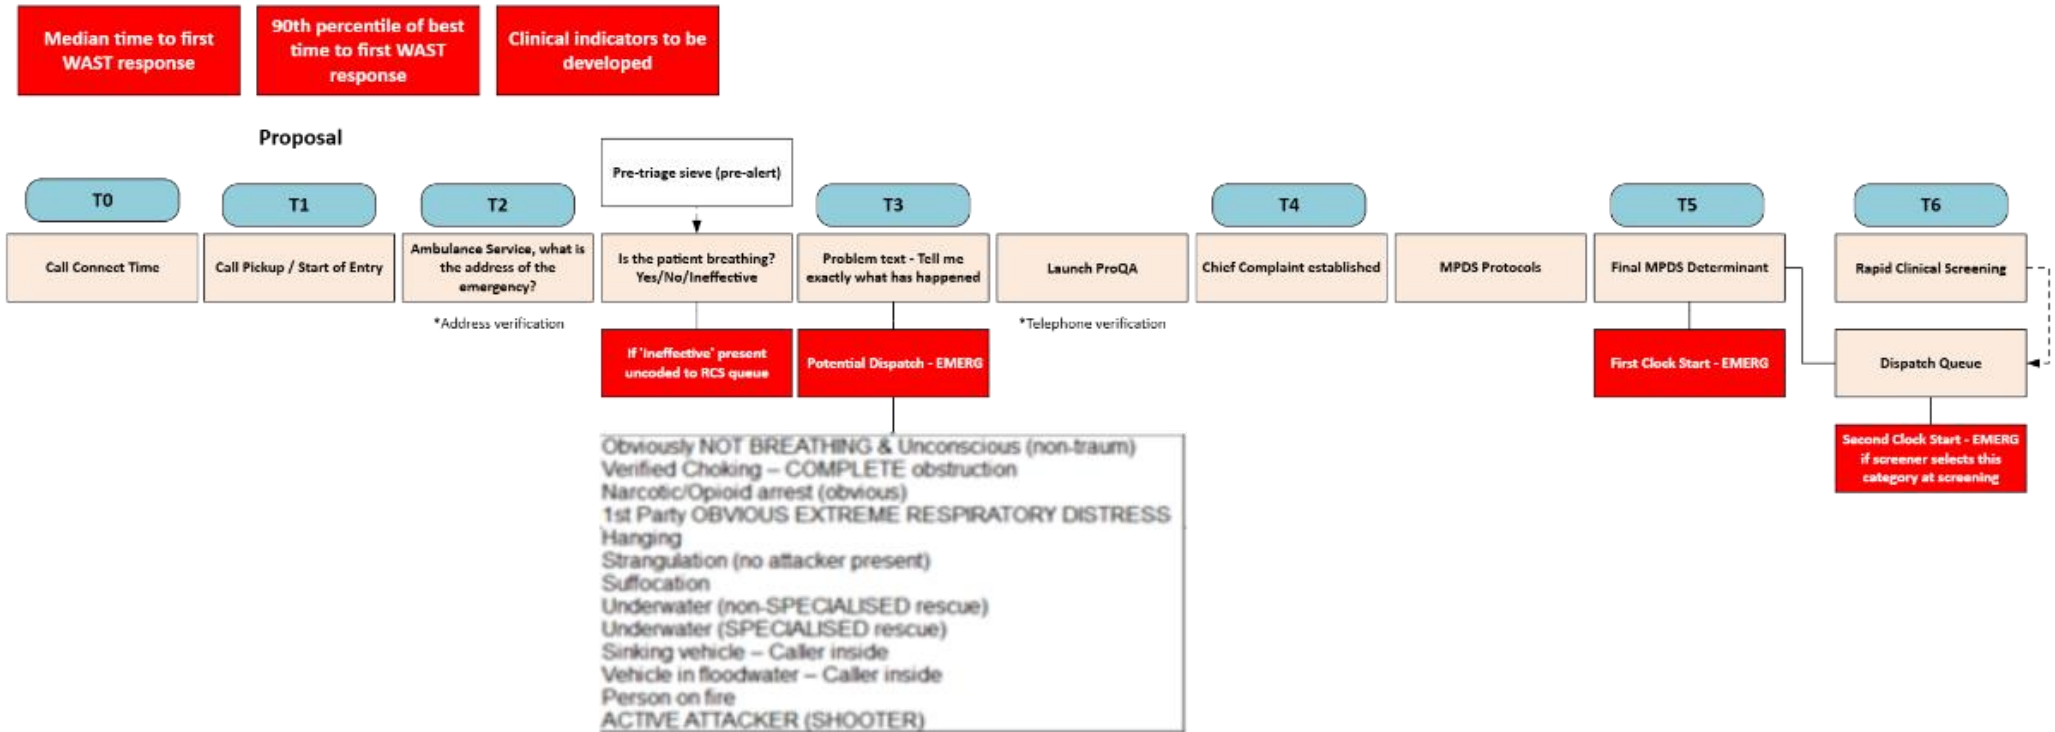 Median time to first
WAST response
90th percentile of best
time to first WAST
response
Clinical indicators to be
developed
Proposal
Pre-triage sieve (pre-alert)
T0
T1
T2
T3
T4
T5
T6
Call Connect Time
Call Pickup / Start of Entry
Ambulance Service, what is
the address of the
emergency?
Is the patient breathing?
Yes/No/Ineffective
Problem text - Tell me
exactly what has happened
Launch ProQA
Chief Complaint established
MPDS Protocols
Final MPDS Determinant
Rapid Clinical Screening
*Address verification
*Telephone verification
If 'Ineffective' present
uncoded to RCS queue
Potential Dispatch - EMERG
First Clock Start - EMERG
Dispatch Queue
Second Clock Start - EMERG
if screener selects this
category at screening
Obviously NOT BREATHING & Unconscious (non-traum)
Verified Choking – COMPLETE obstruction
Narcotic/Opioid arrest (obvious)
1st Party OBVIOUS EXTREME RESPIRATORY DISTRESS
Hanging
Strangulation (no attacker present)
Suffocation
Underwater (non-SPECIALISED rescue)
Underwater (SPECIALISED rescue)
Sinking vehicle – Caller inside
Vehicle in floodwater – Caller inside
Person on fire
ACTIVE ATTACKER (SHOOTER)